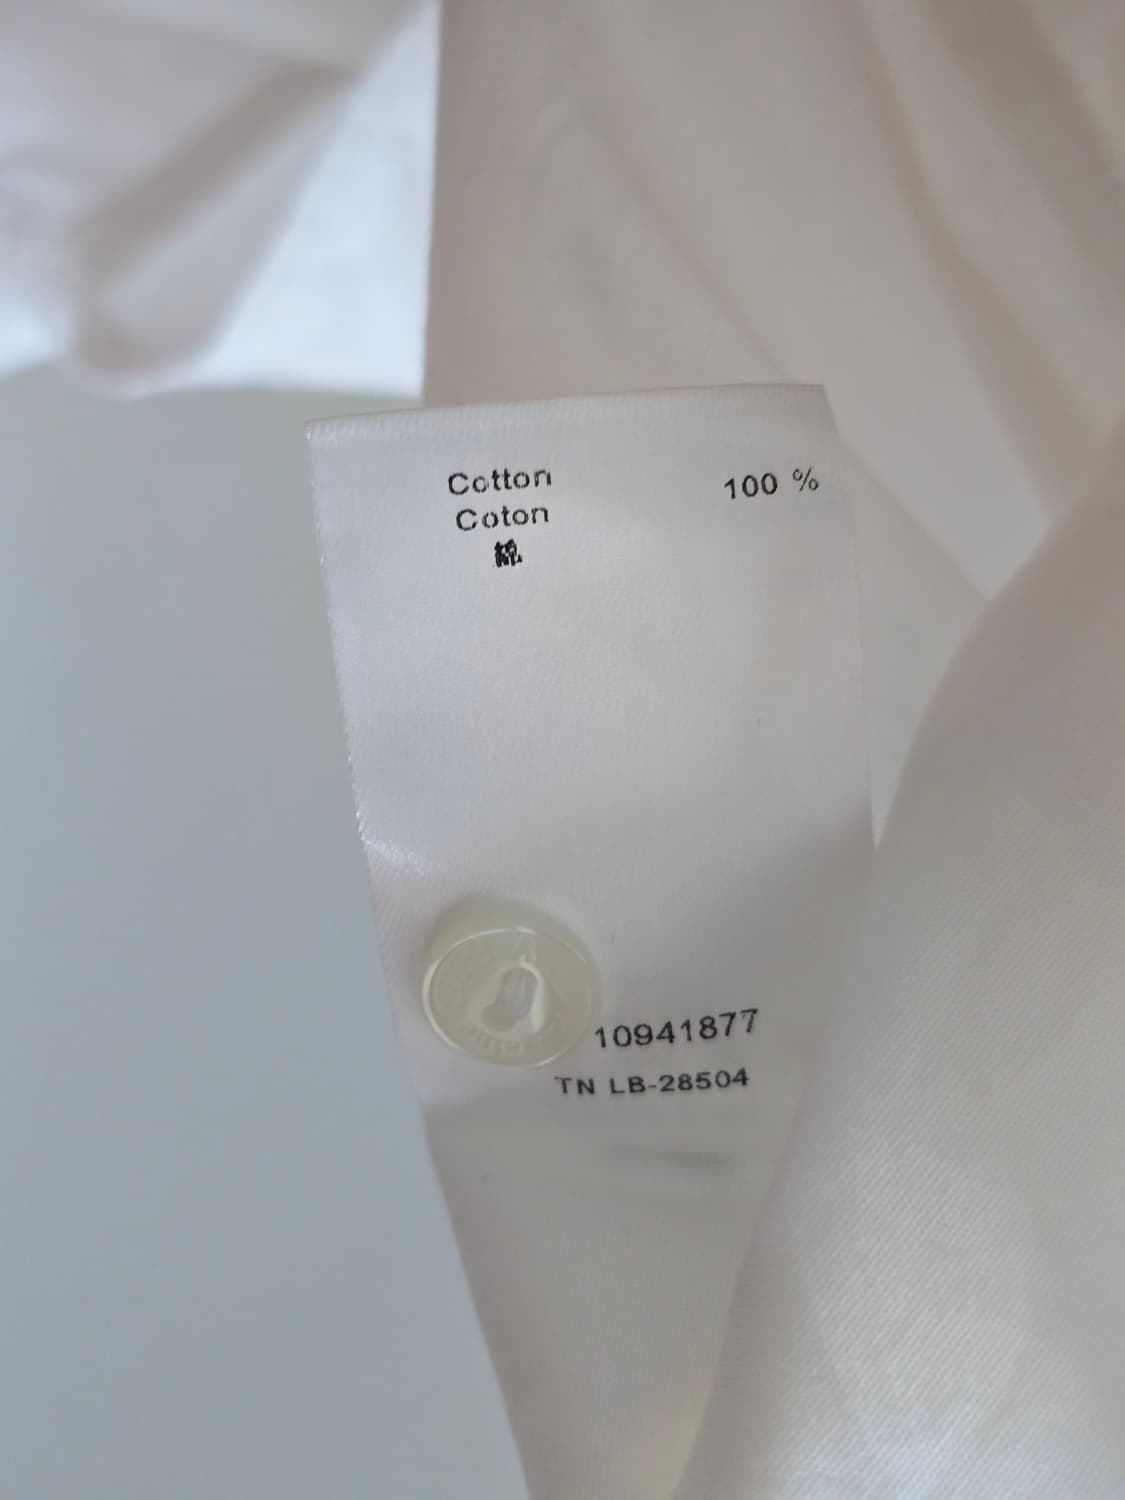 Cotton 100 %
Coton
綿
10941877
TN LB-28504